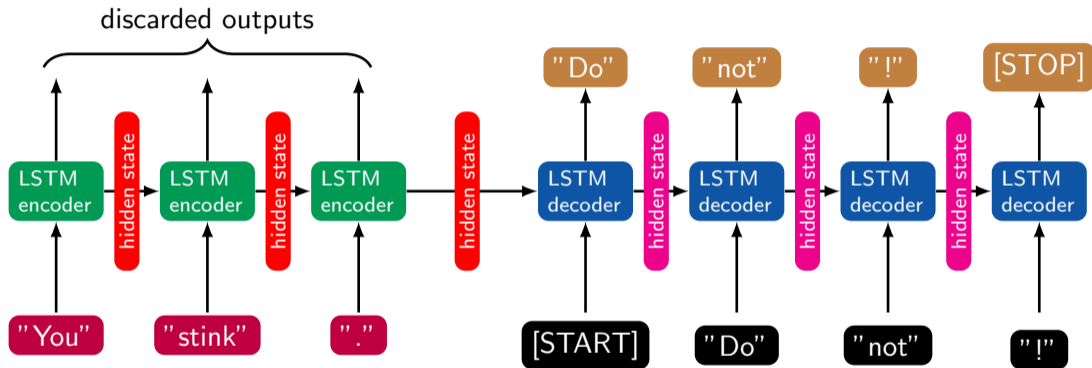 discarded outputs
"Do"
"not"
"!"
[STOP]
LSTM
encoder
hidden state
LSTM
encoder
hidden state
LSTM
encoder
hidden state
LSTM
decoder
hidden state
LSTM
decoder
hidden state
LSTM
decoder
hidden state
LSTM
decoder
"You"
"stink"
"."
[START]
"Do"
"not"
"!"